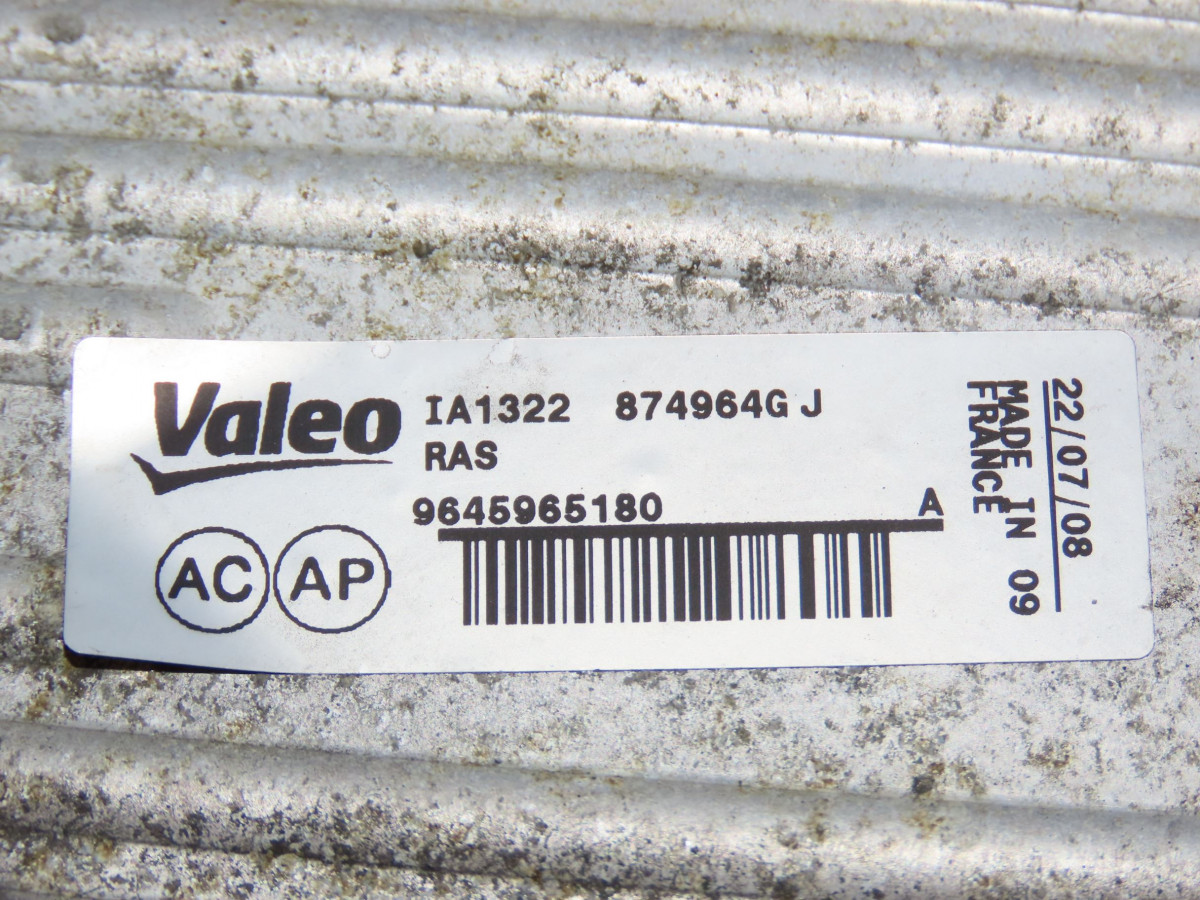 Valeo
IA1322 874964G J
RAS
9645965180 A
AC AP
22/07/08
MADE IN 09
FRANCE